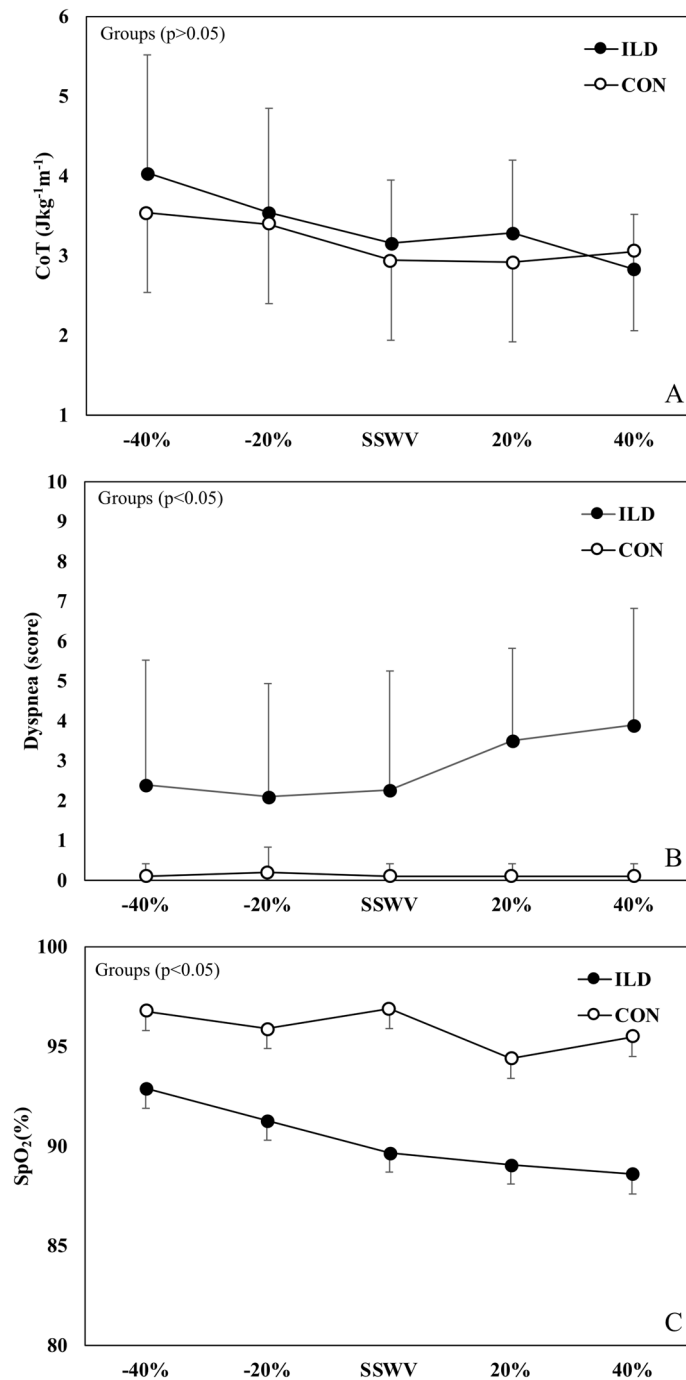 Groups (p>0.05)
ILD
CON
CoT (Jkg⁻¹m⁻¹)
6
5
4
3
2
1
-40% -20% SSWV 20% 40%
A
Groups (p<0.05)
ILD
CON
Dyspnea (score)
10
9
8
7
6
5
4
3
2
1
0
-40% -20% SSWV 20% 40%
B
Groups (p<0.05)
ILD
CON
SpO₂(%)
100
95
90
85
80
-40% -20% SSWV 20% 40%
C